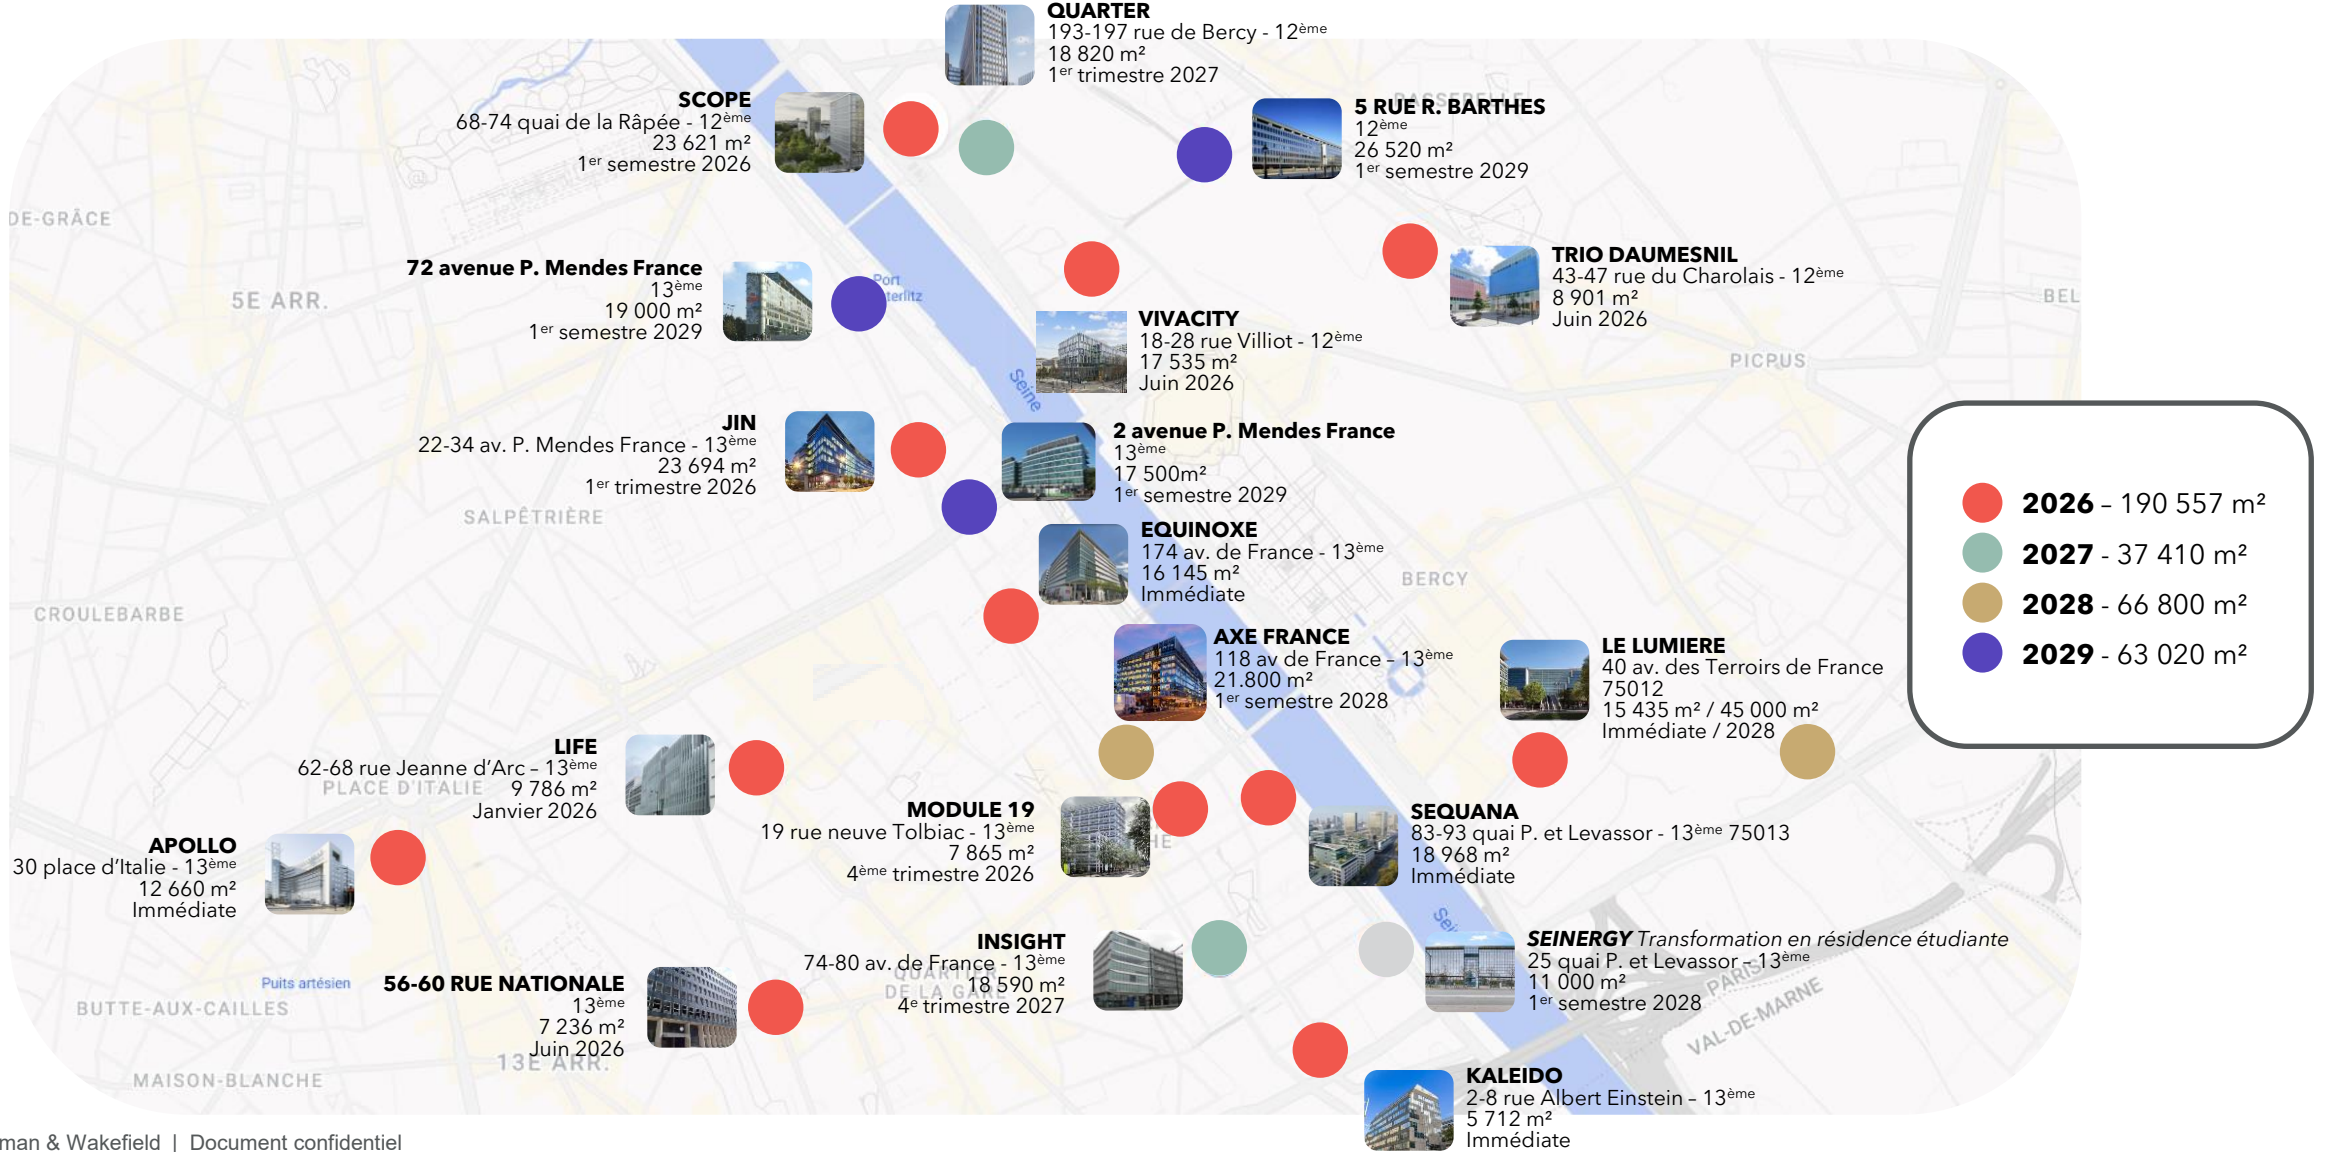 QUARTER
193-197 rue de Bercy - 12ème
18 820 m²
1er trimestre 2027
SCOPE
68-74 quai de la Râpée - 12ème
23 621 m²
1er semestre 2026
5 RUE R. BARTHES
12ème
26 520 m²
1er semestre 2029
DE-GRÂCE
72 avenue P. Mendes France
13ème
19 000 m²
1er semestre 2029
Port
5E ARR.
TRIO DAUMESNIL
43-47 rue du Charolais - 12ème
8 901 m²
Juin 2026
BEL
VIVACITY
18-28 rue Villiot - 12ème
17 535 m²
Juin 2026
PICPUS
Seine
JIN
22-34 av. P. Mendes France - 13ème
23 694 m²
1er trimestre 2026
2 avenue P. Mendes France
13ème
17 500m²
1er semestre 2029
SALPÊTRIÈRE
EQUINOXE
174 av. de France - 13ème
16 145 m²
Immédiate
BERCY
CROULEBARBE
2026 – 190 557 m²
2027 - 37 410 m²
2028 - 66 800 m²
2029 - 63 020 m²
AXE FRANCE
118 av de France – 13ème
21.800 m²
1er semestre 2028
LE LUMIERE
40 av. des Terroirs de France
75012
15 435 m² / 45 000 m²
Immédiate / 2028
LIFE
62-68 rue Jeanne d'Arc – 13ème
9 786 m²
Janvier 2026
PLACE D'ITALIE
MODULE 19
19 rue neuve Tolbiac - 13ème
7 865 m²
4ème trimestre 2026
SEQUANA
83-93 quai P. et Levassor - 13ème 75013
18 968 m²
Immédiate
APOLLO
30 place d'Italie - 13ème
12 660 m²
Immédiate
INSIGHT
74-80 av. de France - 13ème
18 590 m²
4e trimestre 2027
QUARTIER
DE LA GARE
SEINERGY Transformation en résidence étudiante
25 quai P. et Levassor – 13ème
11 000 m²
1er semestre 2028
PARIS
VAL-DE-MARNE
Puits artésien
BUTTE-AUX-CAILLES
56-60 RUE NATIONALE
13ème
7 236 m²
Juin 2026
13E ARR.
MAISON-BLANCHE
KALEIDO
2-8 rue Albert Einstein – 13ème
5 712 m²
Immédiate
man & Wakefield | Document confidentiel